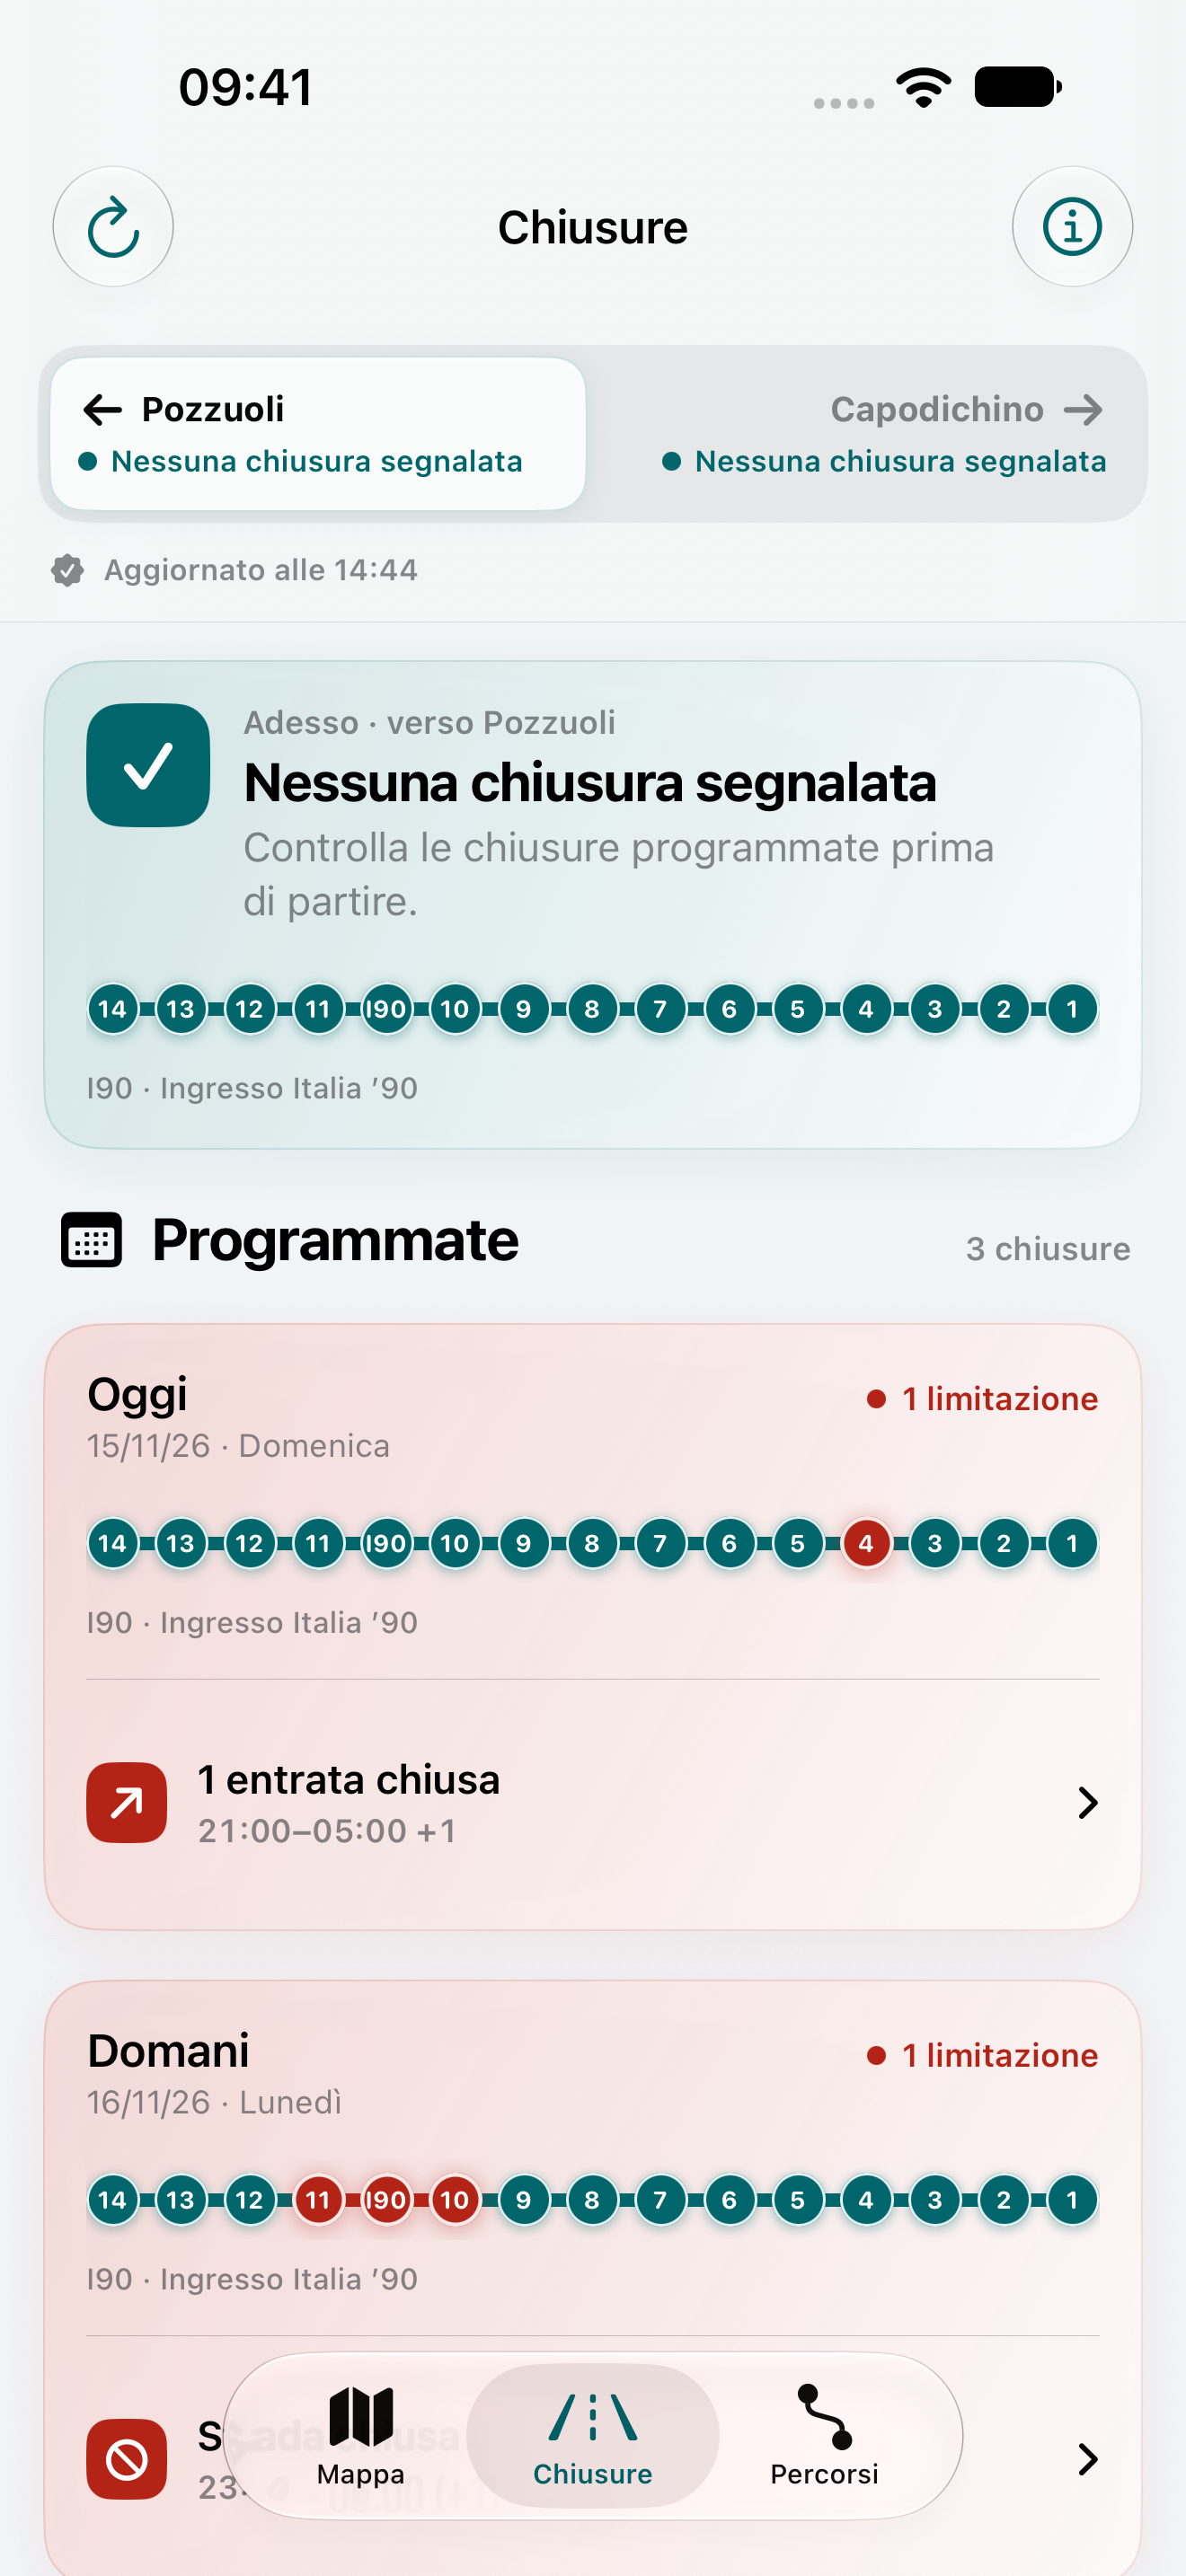 09:41
Chiusure
Pozzuoli
Nessuna chiusura segnalata
Capodichino
Nessuna chiusura segnalata
Aggiornato alle 14:44
Adesso · verso Pozzuoli
Nessuna chiusura segnalata
Controlla le chiusure programmate prima
di partire.
14 13 12 11 I90 10 9 8 7 6 5 4 3 2 1
I90 · Ingresso Italia ’90
Programmate
3 chiusure
Oggi
1 limitazione
15/11/26 · Domenica
14 13 12 11 I90 10 9 8 7 6 5 4 3 2 1
I90 · Ingresso Italia ’90
1 entrata chiusa
21:00–05:00 +1
Domani
1 limitazione
16/11/26 · Lunedì
14 13 12 11 I90 10 9 8 7 6 5 4 3 2 1
I90 · Ingresso Italia ’90
Mappa
Chiusure
Percorsi